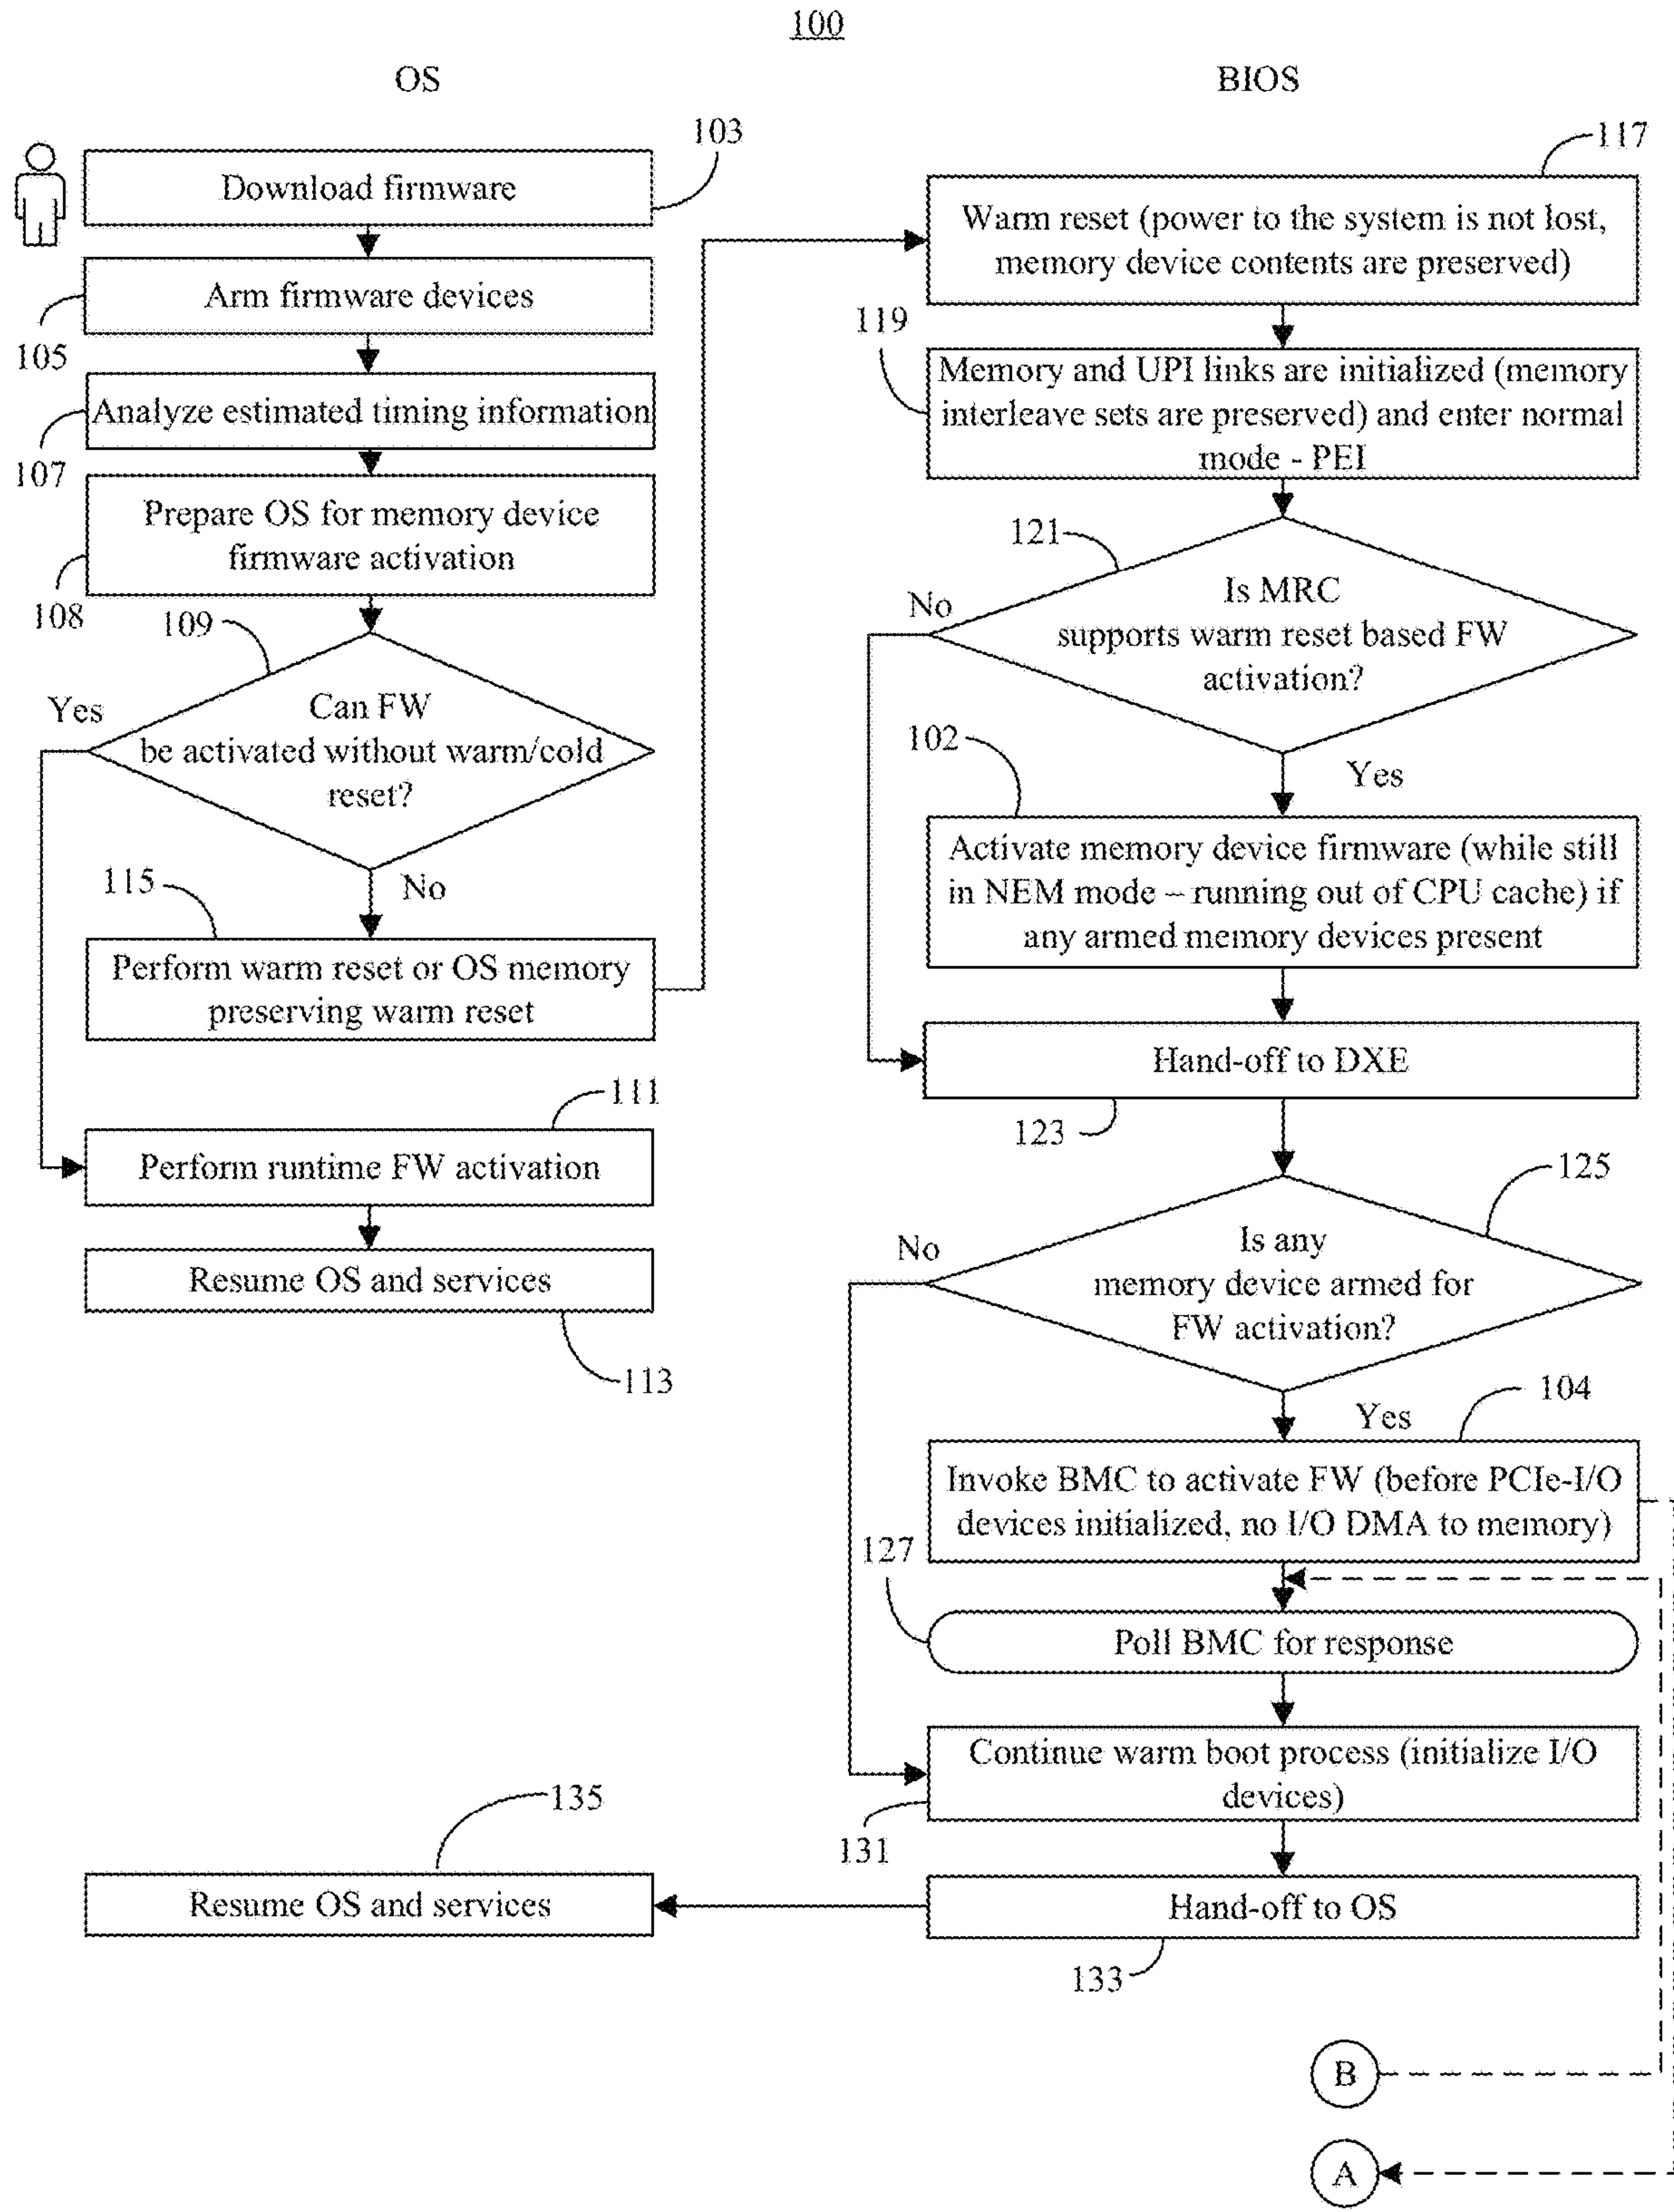 100
OS
BIOS
103
Download firmware
Arm firmware devices
105
Analyze estimated timing information
107
Prepare OS for memory device
firmware activation
108
109
Can FW
be activated without warm/cold
reset?
Yes
No
115
Perform warm reset or OS memory
preserving warm reset
111
Perform runtime FW activation
Resume OS and services
113
117
Warm reset (power to the system is not lost,
memory device contents are preserved)
119
Memory and UPI links are initialized (memory
interleave sets are preserved) and enter normal
mode - PEI
121
Is MRC
supports warm reset based FW
activation?
No
Yes
102
Activate memory device firmware (while still
in NEM mode – running out of CPU cache) if
any armed memory devices present
Hand-off to DXE
123
125
Is any
memory device armed for
FW activation?
No
Yes
104
Invoke BMC to activate FW (before PCIe-I/O
devices initialized, no I/O DMA to memory)
127
Poll BMC for response
Continue warm boot process (initialize I/O
devices)
131
135
Resume OS and services
Hand-off to OS
133
B
A